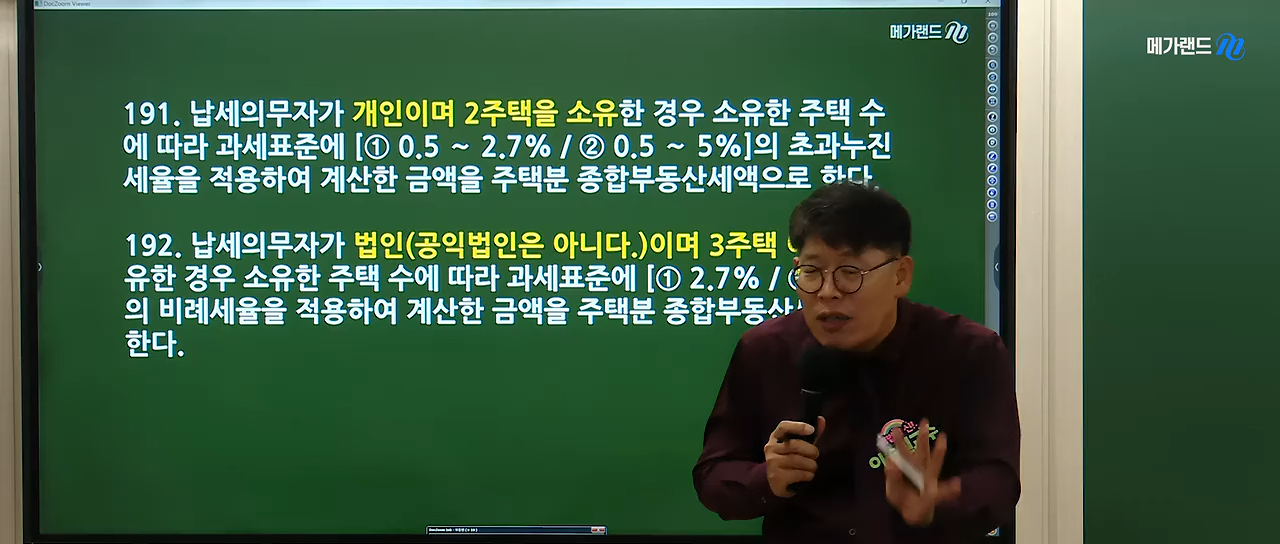 DocZoom Viewer
메가랜드
메가랜드
191. 납세의무자가 개인이며 2주택을 소유한 경우 소유한 주택 수
에 따라 과세표준에 [① 0.5 ~ 2.7% / ② 0.5 ~ 5%]의 초과누진
세율을 적용하여 계산한 금액을 주택분 종합부동산세액으로 한다.
192. 납세의무자가 법인(공익법인은 아니다.)이며 3주택
유한 경우 소유한 주택 수에 따라 과세표준에 [① 2.7% /
의 비례세율을 적용하여 계산한 금액을 주택분 종합부동산
한다.